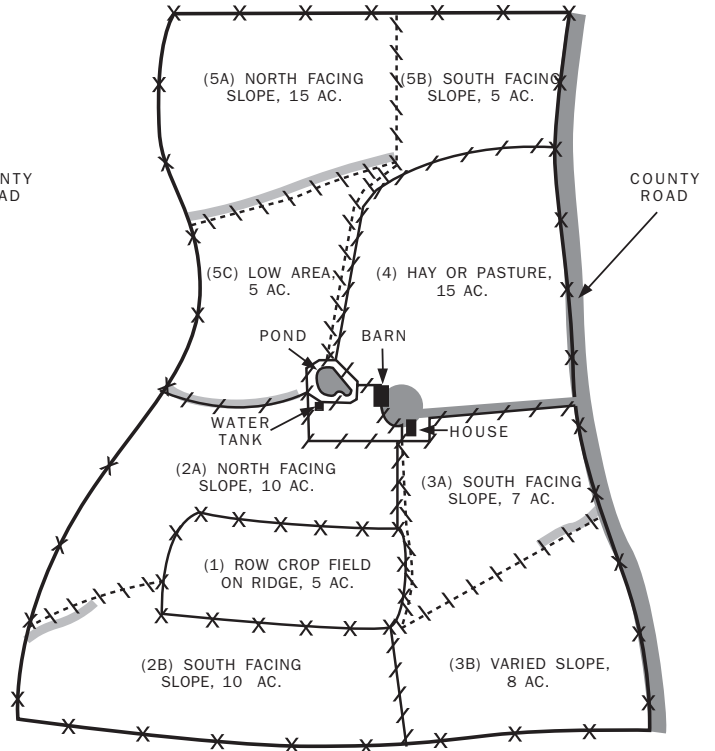 (5A) NORTH FACING
SLOPE, 15 AC.
(5B) SOUTH FACING
SLOPE, 5 AC.
NTY
AD
COUNTY
ROAD
(5C) LOW AREA,
5 AC.
(4) HAY OR PASTURE,
15 AC.
POND
BARN
WATER
TANK
HOUSE
(2A) NORTH FACING
SLOPE, 10 AC.
(3A) SOUTH FACING
SLOPE, 7 AC.
(1) ROW CROP FIELD
ON RIDGE, 5 AC.
(2B) SOUTH FACING
SLOPE, 10 AC.
(3B) VARIED SLOPE,
8 AC.